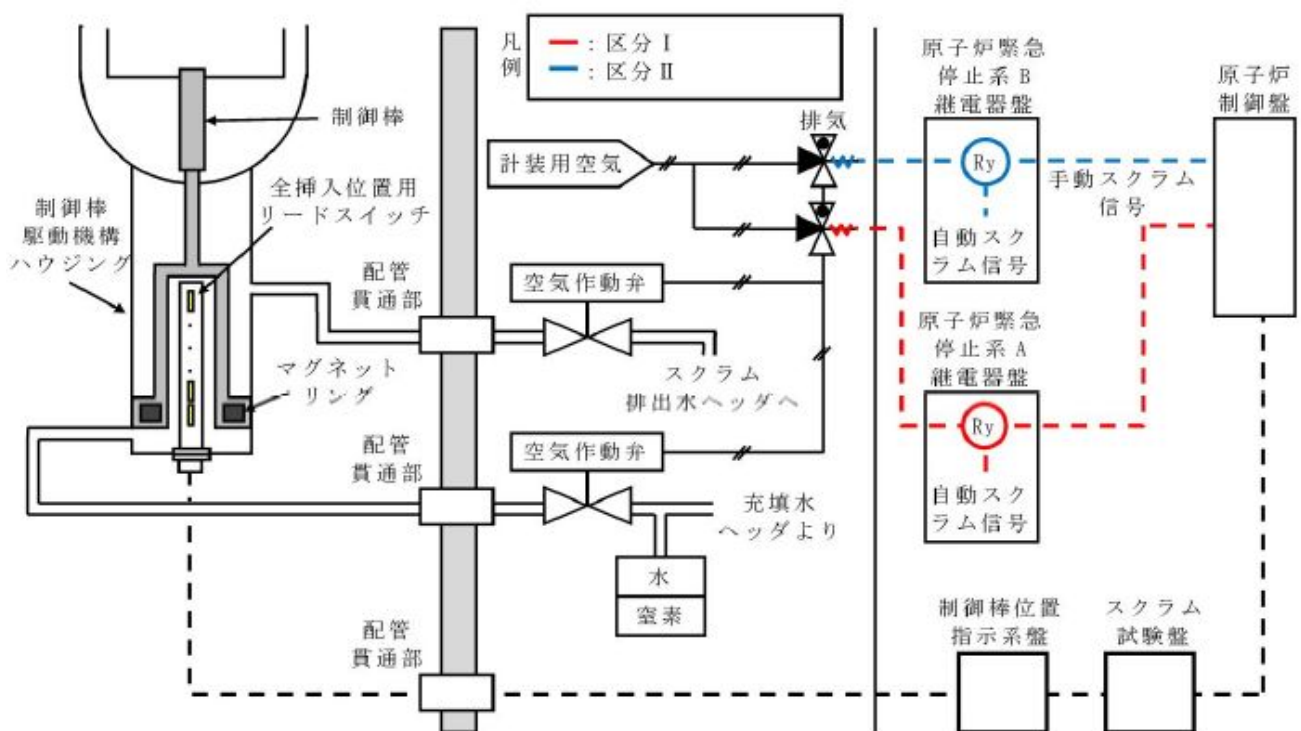 凡
例
: 区分 I
: 区分 II
原子炉緊急
停止系 B
継電器盤
原子炉
制御盤
制御棒
排気
計装用空気
Ry
手動スクラム
信号
自動スク
ラム信号
全挿入位置用
リードスイッチ
制御棒
駆動機構
ハウジング
配管
貫通部
空気作動弁
原子炉緊急
停止系 A
継電器盤
マグネット
リング
スクラム
排出水ヘッダへ
Ry
自動スク
ラム信号
配管
貫通部
空気作動弁
充填水
ヘッダより
水
窒素
配管
貫通部
制御棒位置
指示系盤
スクラム
試験盤